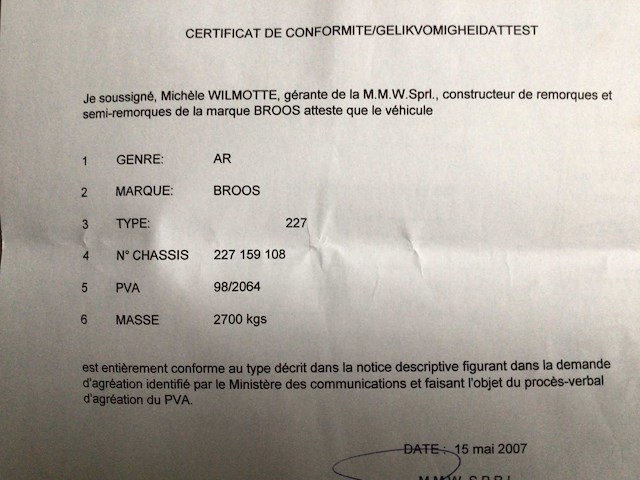 CERTIFICAT DE CONFORMITE/GELIKVOMIGHEIDATTEST
Je soussigné, Michèle WILMOTTE, gérante de la M.M.W.Sprl., constructeur de remorques et
semi-remorques de la marque BROOS atteste que le véhicule
1 GENRE: AR
2 MARQUE: BROOS
3 TYPE: 227
4 N° CHASSIS 227 159 108
5 PVA 98/2064
6 MASSE 2700 kgs
est entièrement conforme au type décrit dans la notice descriptive figurant dans la demande
d'agréation identifié par le Ministère des communications et faisant l'objet du procès-verbal
d'agréation du PVA.
DATE : 15 mai 2007